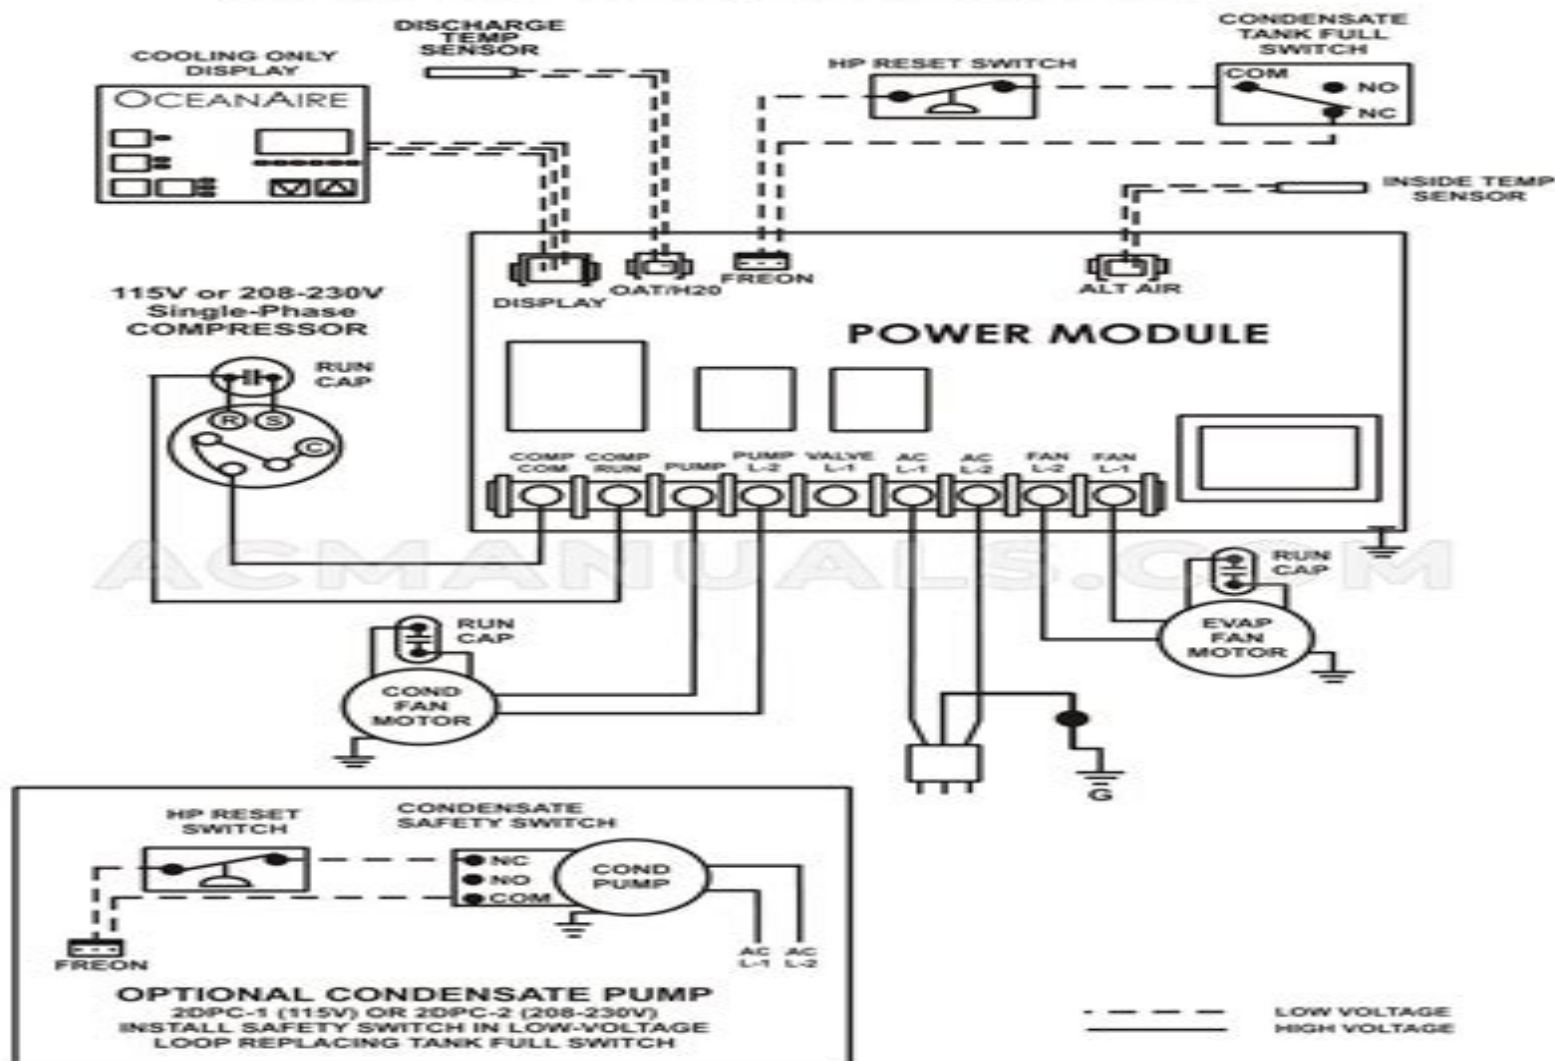 DISCHARGE
TEMP
SENSOR
CONDENSATE
TANK FULL
SWITCH
COOLING ONLY
DISPLAY
HP RESET SWITCH
COM
NO
NC
OCEANAIRE
INSIDE TEMP
SENSOR
DISPLAY
OAT/H20
FREON
ALT AIR
115V or 208-230V
Single-Phase
COMPRESSOR
POWER MODULE
RUN
CAP
R
S
C
COMP
COM
COMP
RUN
PUMP
PUMP
L-2
VALVE
L-1
AC
L-1
AC
L-2
FAN
L-2
FAN
L-1
ACMANUALS.COM
RUN
CAP
EVAP
FAN
MOTOR
RUN
CAP
COND
FAN
MOTOR
G
HP RESET
SWITCH
CONDENSATE
SAFETY SWITCH
NC
NO
COM
COND
PUMP
FREON
AC
L-1
AC
L-2
OPTIONAL CONDENSATE PUMP
2DPC-1 (115V) OR 2DPC-2 (208-230V)
INSTALL SAFETY SWITCH IN LOW-VOLTAGE
LOOP REPLACING TANK FULL SWITCH
LOW VOLTAGE
HIGH VOLTAGE